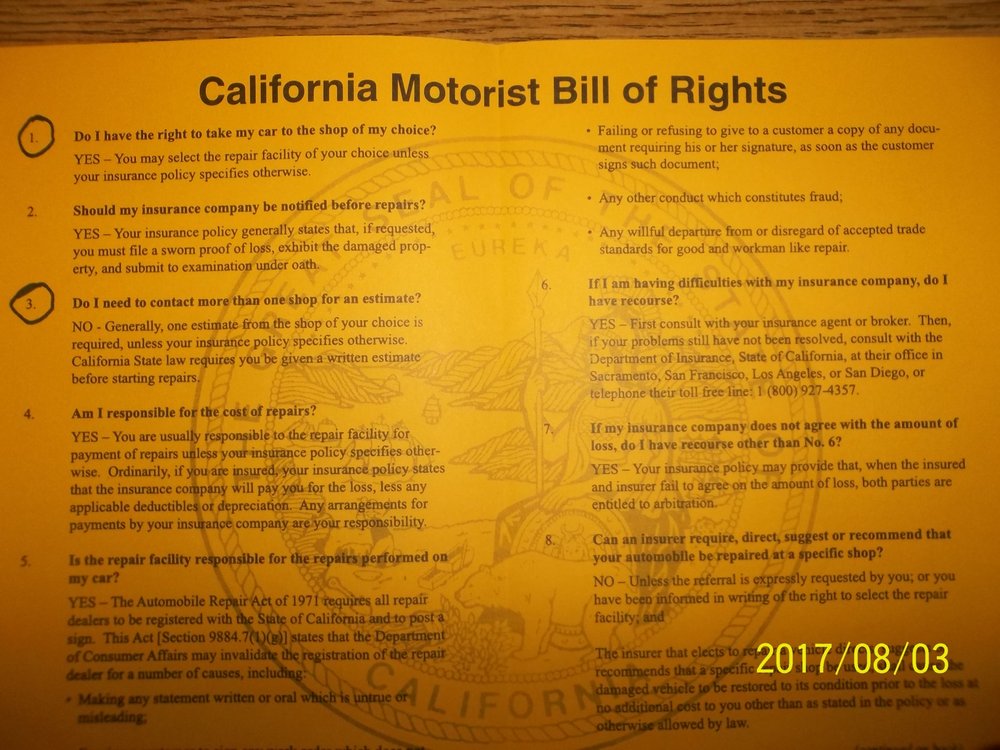 California Motorist Bill of Rights
1. Do I have the right to take my car to the shop of my choice?
YES – You may select the repair facility of your choice unless
your insurance policy specifies otherwise.
2. Should my insurance company be notified before repairs?
YES – Your insurance policy generally states that, if requested,
you must file a sworn proof of loss, exhibit the damaged prop-
erty, and submit to examination under oath.
3. Do I need to contact more than one shop for an estimate?
NO - Generally, one estimate from the shop of your choice is
required, unless your insurance policy specifies otherwise.
California State law requires you be given a written estimate
before starting repairs.
4. Am I responsible for the cost of repairs?
YES – You are usually responsible to the repair facility for
payment of repairs unless your insurance policy specifies other-
wise. Ordinarily, if you are insured, your insurance policy states
that the insurance company will pay you for the loss, less any
applicable deductibles or depreciation. Any arrangements for
payments by your insurance company are your responsibility.
5. Is the repair facility responsible for the repairs performed on
my car?
YES – The Automobile Repair Act of 1971 requires all repair
dealers to be registered with the State of California and to post a
sign. This Act [Section 9884.7(1)(g)] states that the Department
of Consumer Affairs may invalidate the registration of the repair
dealer for a number of causes, including:
• Making any statement written or oral which is untrue or
misleading;
• Failing or refusing to give to a customer a copy of any docu-
ment requiring his or her signature, as soon as the customer
signs such document;
• Any other conduct which constitutes fraud;
• Any willful departure from or disregard of accepted trade
standards for good and workman like repair.
6. If I am having difficulties with my insurance company, do I
have recourse?
YES – First consult with your insurance agent or broker. Then,
if your problems still have not been resolved, consult with the
Department of Insurance, State of California, at their office in
Sacramento, San Francisco, Los Angeles, or San Diego, or
telephone their toll free line: 1 (800) 927-4357.
7. If my insurance company does not agree with the amount of
loss, do I have recourse other than No. 6?
YES – Your insurance policy may provide that, when the insured
and insurer fail to agree on the amount of loss, both parties are
entitled to arbitration.
8. Can an insurer require, direct, suggest or recommend that
your automobile be repaired at a specific shop?
NO – Unless the referral is expressly requested by you; or you
have been informed in writing of the right to select the repair
facility; and
The insurer that elects to
recommends that a specific the
damaged vehicle to be restored to its condition prior to the loss at
no additional cost to you other than as stated in the policy or as
otherwise allowed by law.
THE GREAT SEAL OF THE ST
EUREKA
CALIFORN
2017/08/03